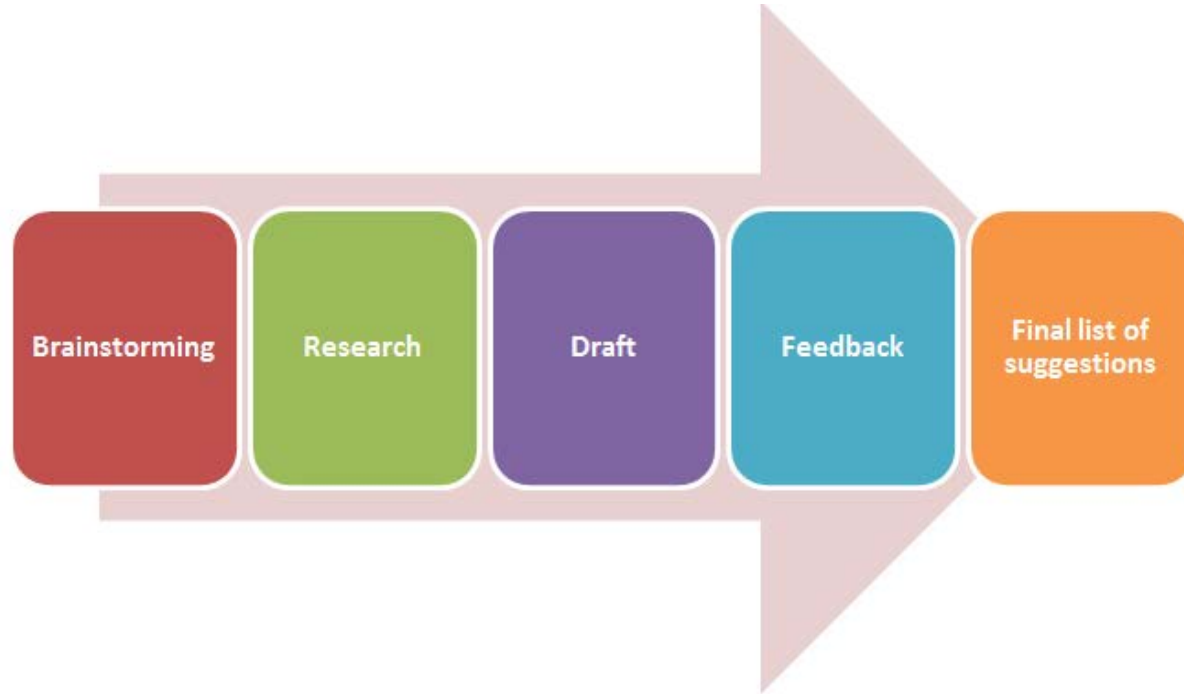 Brainstorming
Research
Draft
Feedback
Final list of
suggestions